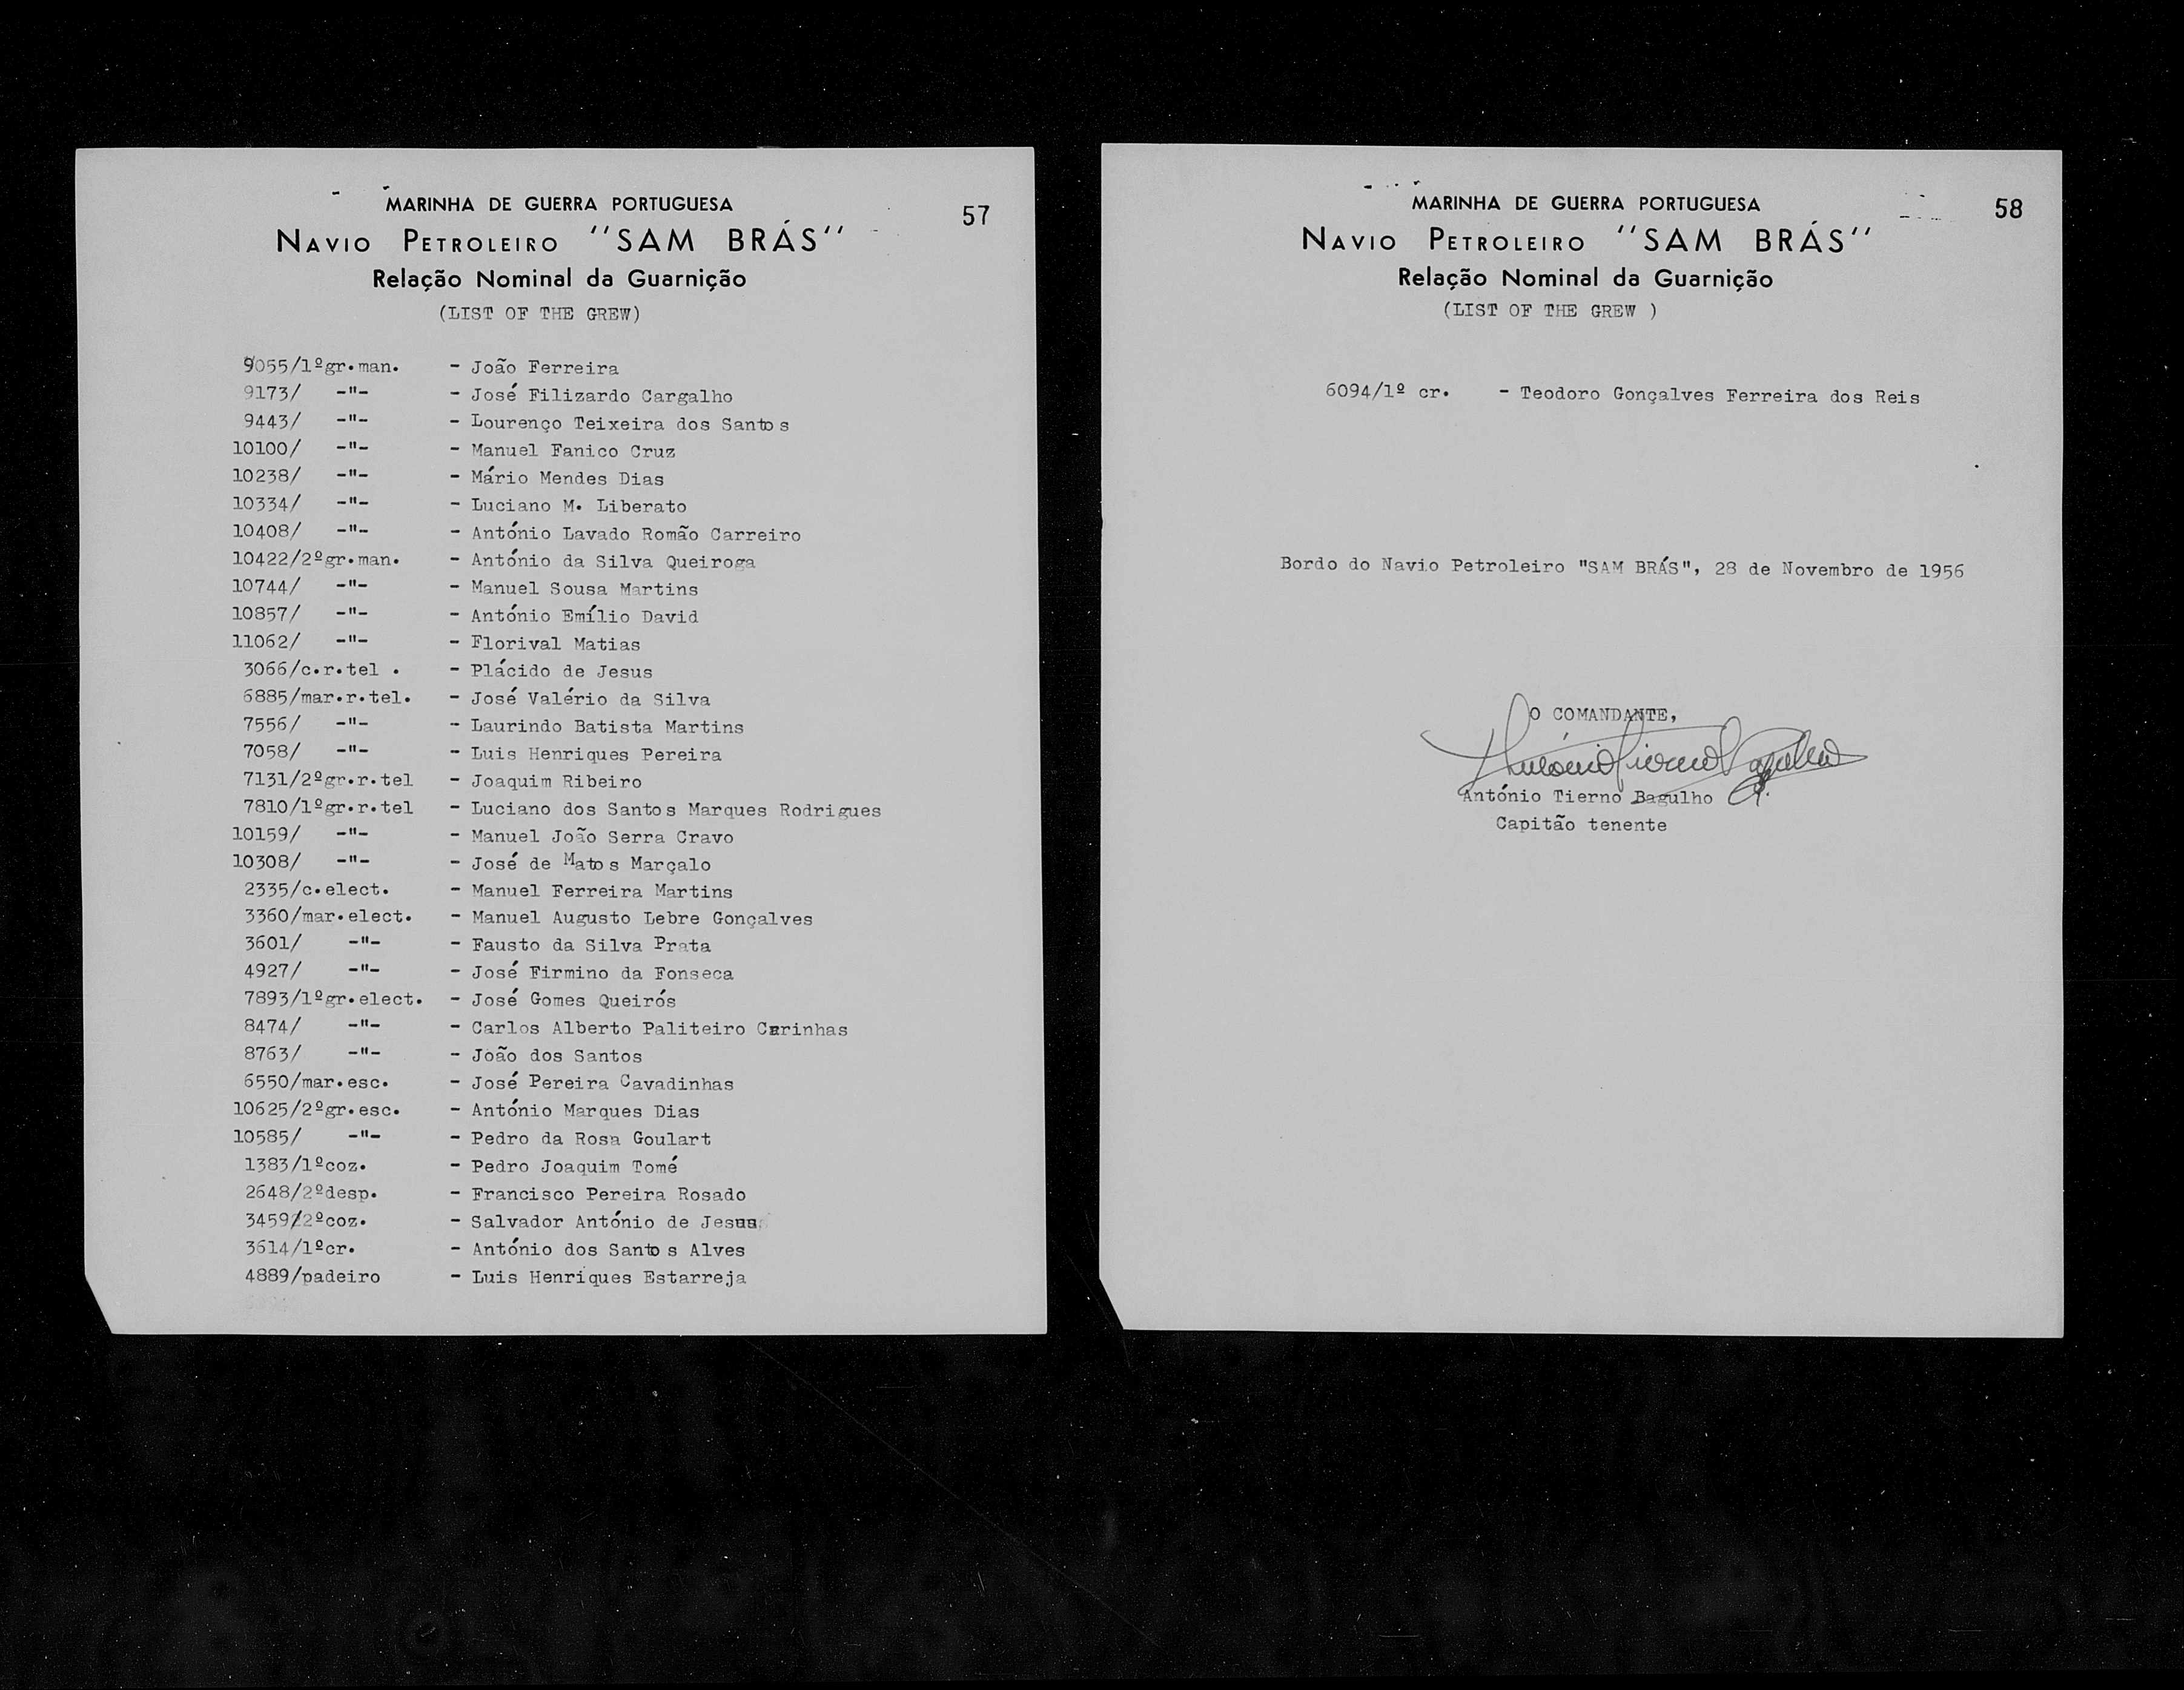 MARINHA DE GUERRA PORTUGUESA
57
NAVIO PETROLEIRO "SAM BRÁS"
Relação Nominal da Guarnição
(LIST OF THE GREW)
9055/1ºgr.man. - João Ferreira
9173/ -"- - José Filizardo Cargalho
9443/ -"- - Lourenço Teixeira dos Santos
10100/ -"- - Manuel Fanico Cruz
10238/ -"- - Mário Mendes Dias
10334/ -"- - Luciano M. Liberato
10408/ -"- - António Lavado Romão Carreiro
10422/2ºgr.man. - António da Silva Queiroga
10744/ -"- - Manuel Sousa Martins
10857/ -"- - António Emílio David
11062/ -"- - Florival Matias
3066/c.r.tel . - Plácido de Jesus
6885/mar.r.tel. - José Valério da Silva
7556/ -"- - Laurindo Batista Martins
7058/ -"- - Luis Henriques Pereira
7131/2ºgr.r.tel - Joaquim Ribeiro
7810/1ºgr.r.tel - Luciano dos Santos Marques Rodrigues
10159/ -"- - Manuel João Serra Cravo
10308/ -"- - José de Matos Marçalo
2335/c.elect. - Manuel Ferreira Martins
3360/mar.elect. - Manuel Augusto Lebre Gonçalves
3601/ -"- - Fausto da Silva Prata
4927/ -"- - José Firmino da Fonseca
7893/1ºgr.elect. - José Gomes Queirós
8474/ -"- - Carlos Alberto Paliteiro Carinhas
8763/ -"- - João dos Santos
6550/mar.esc. - José Pereira Cavadinhas
10625/2ºgr.esc. - António Marques Dias
10585/ -"- - Pedro da Rosa Goulart
1383/1ºcoz. - Pedro Joaquim Tomé
2648/2ºdesp. - Francisco Pereira Rosado
3459/2ºcoz. - Salvador António de Jesus
3614/1ºcr. - António dos Santos Alves
4889/padeiro - Luis Henriques Estarreja
MARINHA DE GUERRA PORTUGUESA
58
NAVIO PETROLEIRO "SAM BRÁS"
Relação Nominal da Guarnição
(LIST OF THE GREW )
6094/1º cr. - Teodoro Gonçalves Ferreira dos Reis
Bordo do Navio Petroleiro "SAM BRÁS", 28 de Novembro de 1956
O COMANDANTE,
António Tierno Bagulho
António Tierno Bagulho
Capitão tenente